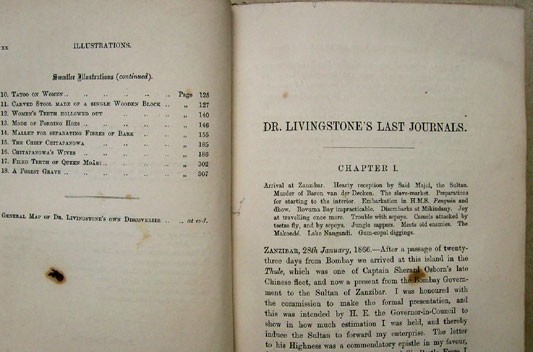 xx ILLUSTRATIONS.
Smaller Illustrations (continued).
10. Tatoo on Women .. .. .. .. .. .. Page 125
11. Carved Stool made of a single Wooden Block .. .. 127
12. Women's Teeth hollowed out .. .. .. .. 140
13. Mode of Forging Hoes .. .. .. .. .. 146
14. Mallet for separating Fibres of Bark .. .. .. 155
15. The Chief Chitapangwa .. .. .. .. .. 185
16. Chitapangwa's Wives .. .. .. .. .. 186
17. Filed Teeth of Queen Moäri .. .. .. .. 302
18. A Forest Grave .. .. .. .. .. .. 307
General Map of Dr. Livingstone's own Discoveries .. .. at end.
DR. LIVINGSTONE'S LAST JOURNALS.
CHAPTER I.
Arrival at Zanzibar. Hearty reception by Said Majid, the Sultan.
Murder of Baron van der Decken. The slave-market. Preparations
for starting to the interior. Embarkation in H.M.S. Penguin and
dhow. Rovuma Bay impracticable. Disembarks at Mikindany. Joy
at travelling once more. Trouble with sepoys. Camels attacked by
tsetse fly, and by sepoys. Jungle sappers. Meets old enemies. The
Makondé. Lake Nangandi. Gum-copal diggings.
Zanzibar, 28th January, 1866.—After a passage of twenty-
three days from Bombay we arrived at this island in the
Thule, which was one of Captain Sherard Osborn's late
Chinese fleet, and now a present from the Bombay Govern-
ment to the Sultan of Zanzibar. I was honoured with
the commission to make the formal presentation, and
this was intended by H. E. the Governor-in-Council to
show in how much estimation I was held, and thereby
induce the Sultan to forward my enterprise. The letter
to his Highness was a commendatory epistle in my favour,